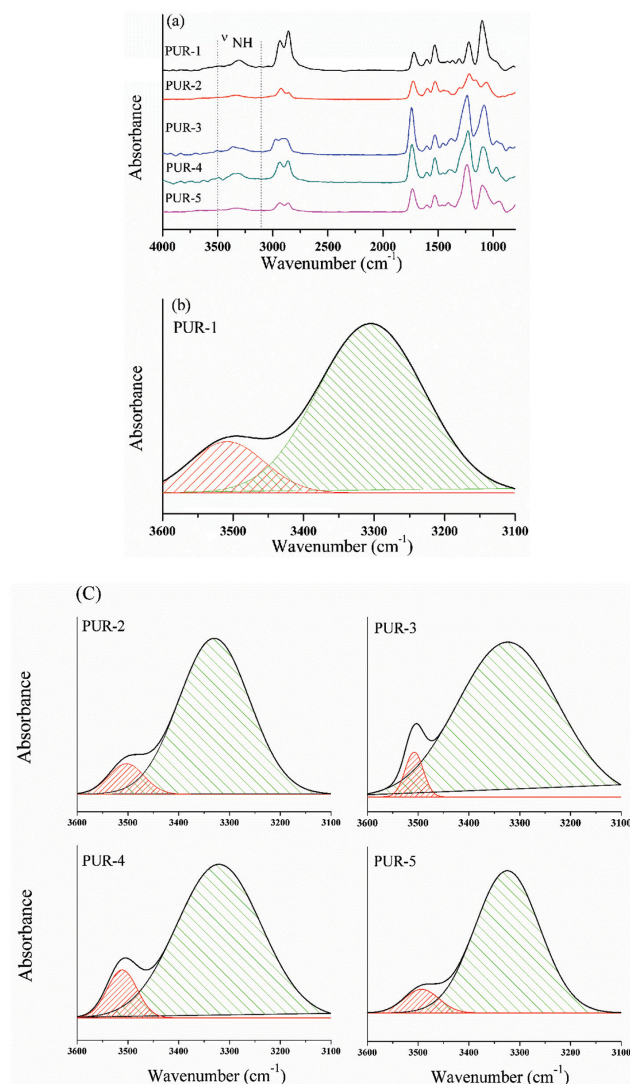 (a)
ν NH
PUR-1
PUR-2
PUR-3
PUR-4
PUR-5
Absorbance
4000 3500 3000 2500 2000 1500 1000
Wavenumber (cm-1)
(b)
PUR-1
Absorbance
3600 3500 3400 3300 3200 3100
Wavenumber (cm-1)
(C)
PUR-2
PUR-3
Absorbance
3600 3500 3400 3300 3200 3100
3600 3500 3400 3300 3200 3100
PUR-4
PUR-5
Absorbance
3600 3500 3400 3300 3200 3100
3600 3500 3400 3300 3200 3100
Wavenumber (cm-1)
Wavenumber (cm-1)